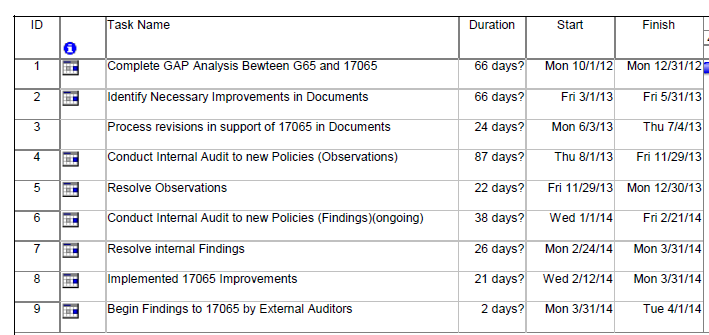 ID Task Name Duration Start Finish
1 Complete GAP Analysis Bewteen G65 and 17065 66 days? Mon 10/1/12 Mon 12/31/12
2 Identify Necessary Improvements in Documents 66 days? Fri 3/1/13 Fri 5/31/13
3 Process revisions in support of 17065 in Documents 24 days? Mon 6/3/13 Thu 7/4/13
4 Conduct Internal Audit to new Policies (Observations) 87 days? Thu 8/1/13 Fri 11/29/13
5 Resolve Observations 22 days? Fri 11/29/13 Mon 12/30/13
6 Conduct Internal Audit to new Policies (Findings)(ongoing) 38 days? Wed 1/1/14 Fri 2/21/14
7 Resolve internal Findings 26 days? Mon 2/24/14 Mon 3/31/14
8 Implemented 17065 Improvements 21 days? Wed 2/12/14 Mon 3/31/14
9 Begin Findings to 17065 by External Auditors 2 days? Mon 3/31/14 Tue 4/1/14